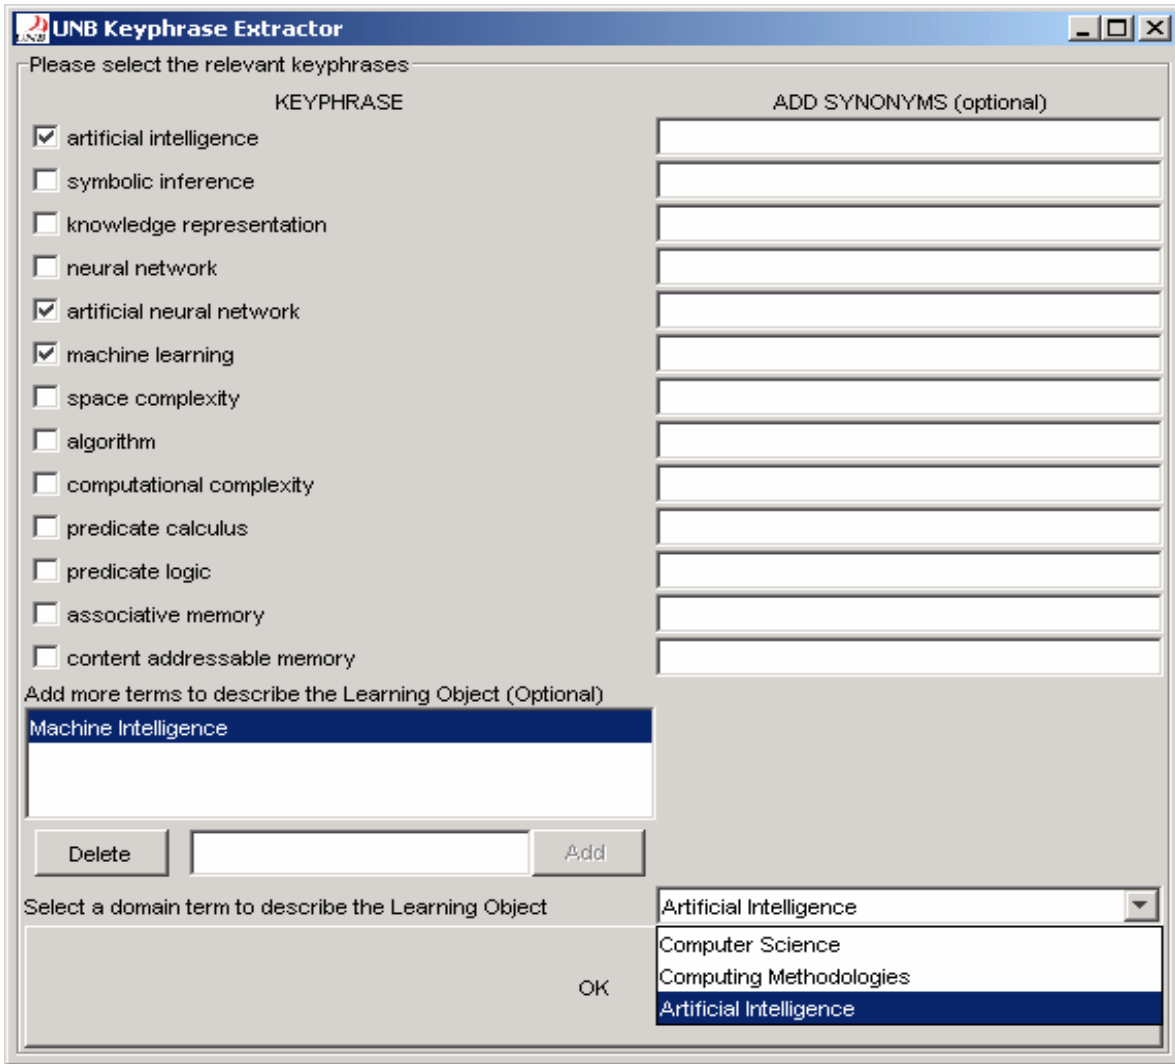 UNB UNB Keyphrase Extractor
Please select the relevant keyphrases
KEYPHRASE ADD SYNONYMS (optional)
artificial intelligence
symbolic inference
knowledge representation
neural network
artificial neural network
machine learning
space complexity
algorithm
computational complexity
predicate calculus
predicate logic
associative memory
content addressable memory
Add more terms to describe the Learning Object (Optional)
Machine Intelligence
Delete Add
Select a domain term to describe the Learning Object Artificial Intelligence
Computer Science
Computing Methodologies
OK
Artificial Intelligence